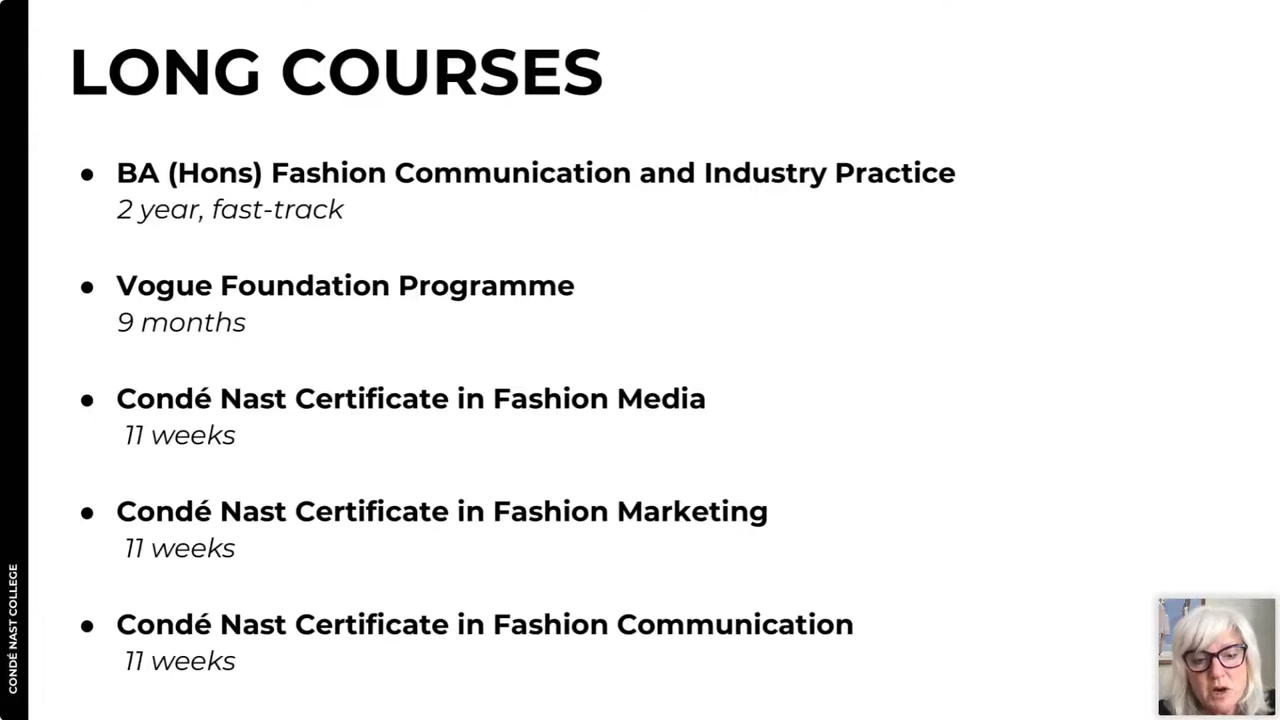 LONG COURSES
● BA (Hons) Fashion Communication and Industry Practice
2 year, fast-track
● Vogue Foundation Programme
9 months
● Condé Nast Certificate in Fashion Media
11 weeks
● Condé Nast Certificate in Fashion Marketing
11 weeks
● Condé Nast Certificate in Fashion Communication
11 weeks
CONDÉ NAST COLLEGE